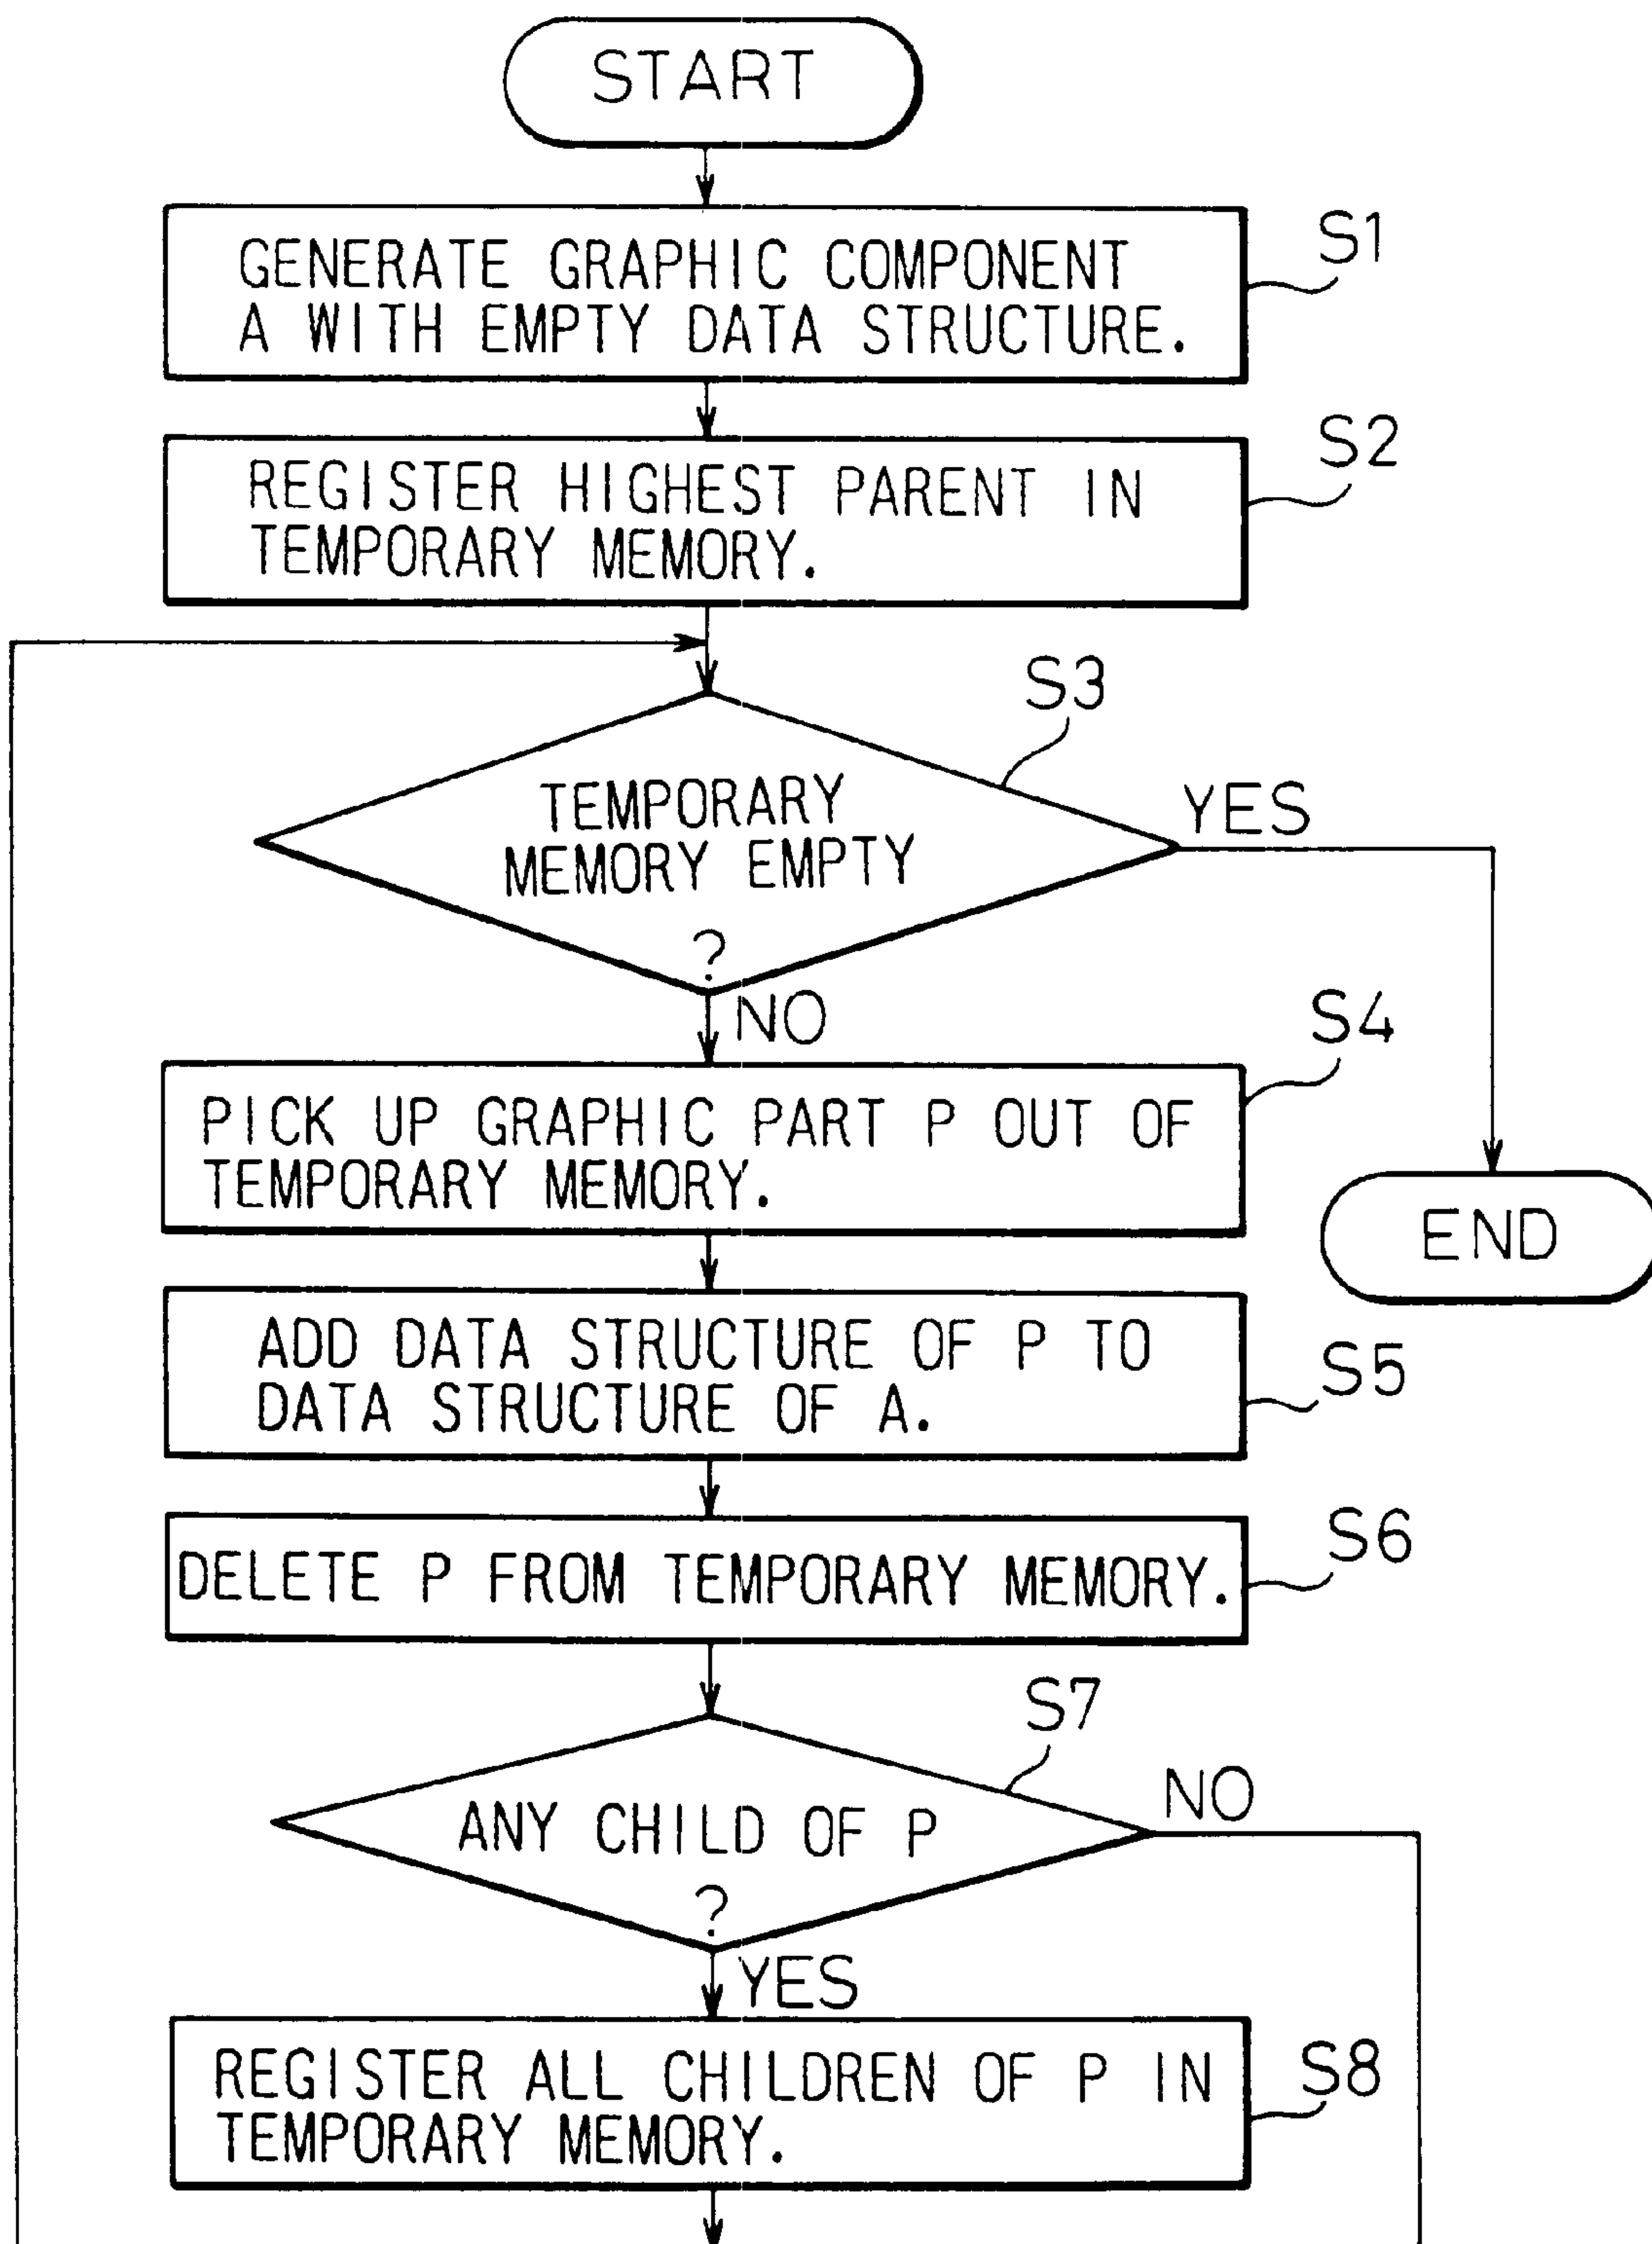 START
GENERATE GRAPHIC COMPONENT
A WITH EMPTY DATA STRUCTURE.
S1
REGISTER HIGHEST PARENT IN
TEMPORARY MEMORY.
S2
S3
TEMPORARY
MEMORY EMPTY
?
YES
NO
S4
PICK UP GRAPHIC PART P OUT OF
TEMPORARY MEMORY.
END
ADD DATA STRUCTURE OF P TO
DATA STRUCTURE OF A.
S5
DELETE P FROM TEMPORARY MEMORY.
S6
S7
ANY CHILD OF P
?
NO
YES
REGISTER ALL CHILDREN OF P IN
TEMPORARY MEMORY.
S8